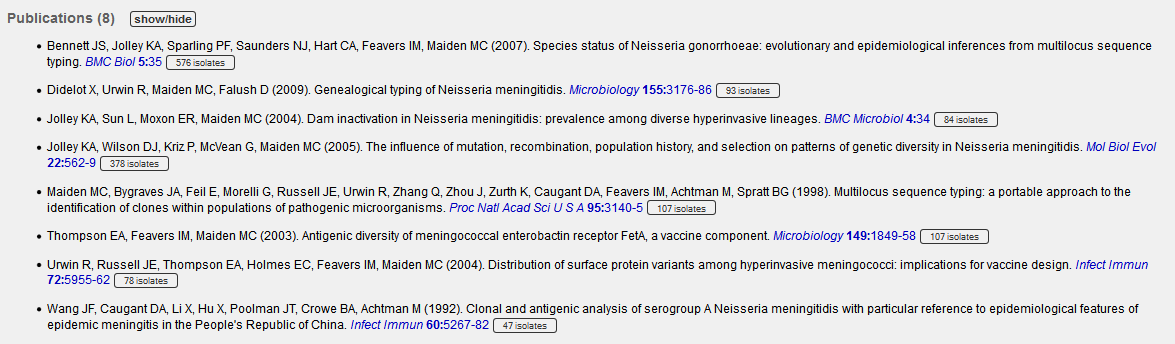 Publications (8) show/hide
• Bennett JS, Jolley KA, Sparling PF, Saunders NJ, Hart CA, Feavers IM, Maiden MC (2007). Species status of Neisseria gonorrhoeae: evolutionary and epidemiological inferences from multilocus sequence
typing. BMC Biol 5:35 576 isolates
• Didelot X, Urwin R, Maiden MC, Falush D (2009). Genealogical typing of Neisseria meningitidis. Microbiology 155:3176-86 93 isolates
• Jolley KA, Sun L, Moxon ER, Maiden MC (2004). Dam inactivation in Neisseria meningitidis: prevalence among diverse hyperinvasive lineages. BMC Microbiol 4:34 84 isolates
• Jolley KA, Wilson DJ, Kriz P, McVean G, Maiden MC (2005). The influence of mutation, recombination, population history, and selection on patterns of genetic diversity in Neisseria meningitidis. Mol Biol Evol
22:562-9 378 isolates
• Maiden MC, Bygraves JA, Feil E, Morelli G, Russell JE, Urwin R, Zhang Q, Zhou J, Zurth K, Caugant DA, Feavers IM, Achtman M, Spratt BG (1998). Multilocus sequence typing: a portable approach to the
identification of clones within populations of pathogenic microorganisms. Proc Natl Acad Sci U S A 95:3140-5 107 isolates
• Thompson EA, Feavers IM, Maiden MC (2003). Antigenic diversity of meningococcal enterobactin receptor FetA, a vaccine component. Microbiology 149:1849-58 107 isolates
• Urwin R, Russell JE, Thompson EA, Holmes EC, Feavers IM, Maiden MC (2004). Distribution of surface protein variants among hyperinvasive meningococci: implications for vaccine design. Infect Immun
72:5955-62 78 isolates
• Wang JF, Caugant DA, Li X, Hu X, Poolman JT, Crowe BA, Achtman M (1992). Clonal and antigenic analysis of serogroup A Neisseria meningitidis with particular reference to epidemiological features of
epidemic meningitis in the People's Republic of China. Infect Immun 60:5267-82 47 isolates